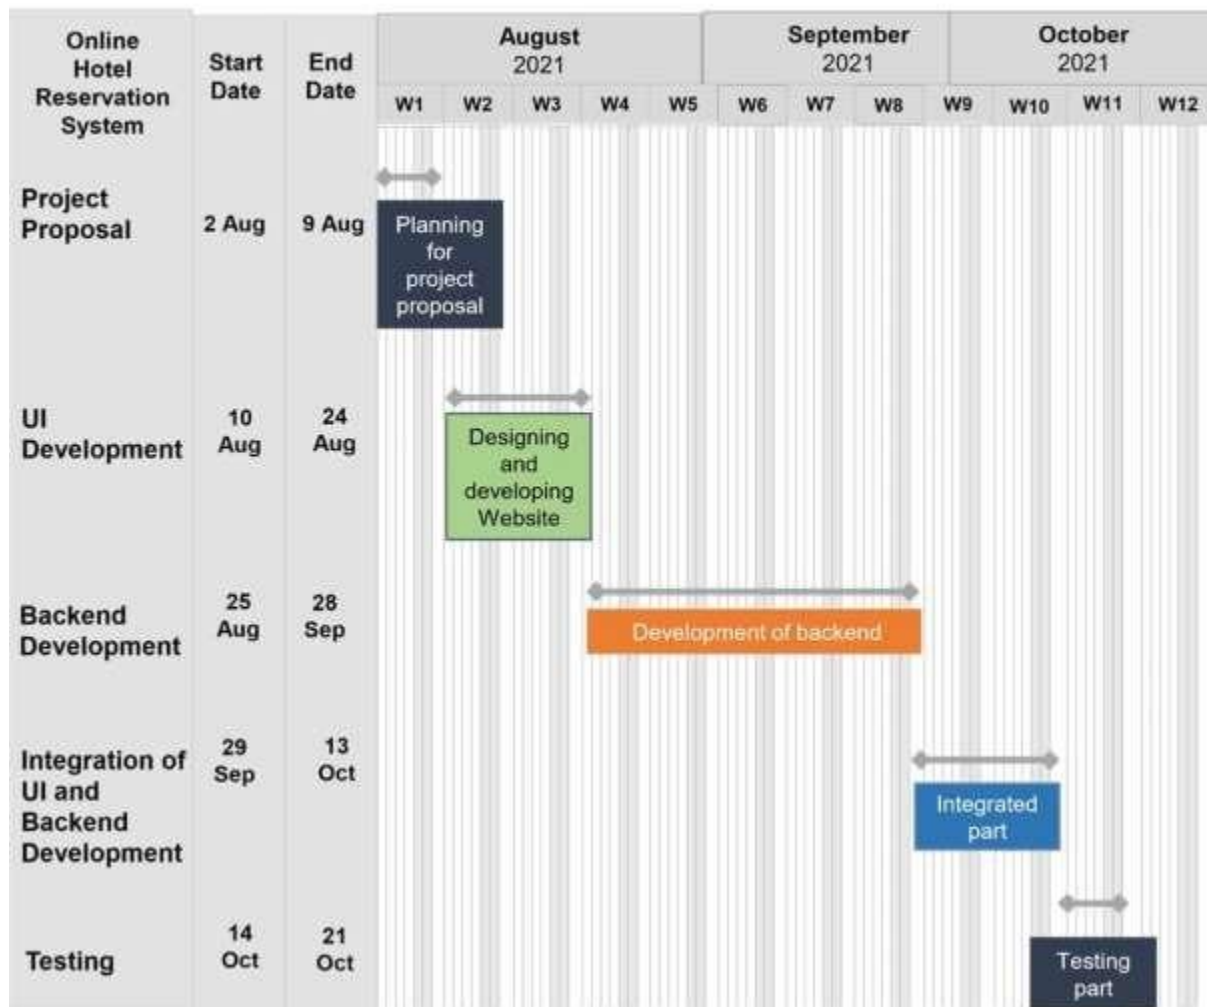 Online
Hotel
Reservation
System
Start
Date
End
Date
August
2021
September
2021
October
2021
W1 W2 W3 W4 W5 W6 W7 W8 W9 W10 W11 W12
Project
Proposal
2 Aug
9 Aug
Planning
for
project
proposal
UI
Development
10
Aug
24
Aug
Designing
and
developing
Website
Backend
Development
25
Aug
28
Sep
Development of backend
Integration of
UI and
Backend
Development
29
Sep
13
Oct
Integrated
part
Testing
14
Oct
21
Oct
Testing
part